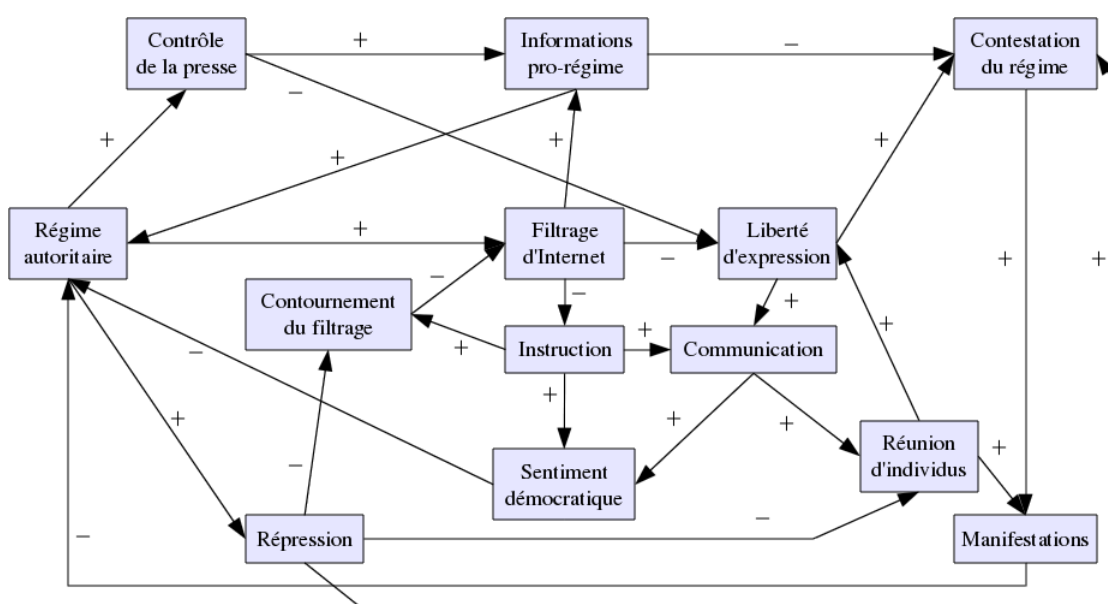 Contrôle
de la presse
+
Informations
pro-régime
−
Contestation
du régime
−
+
+
+
+
Régime
autoritaire
+
Filtrage
d'Internet
−
Liberté
d'expression
+
+
−
Contournement
du filtrage
−
+
+
Instruction
+
Communication
+
−
+
+
+
+
+
Réunion
d'individus
+
Sentiment
démocratique
−
−
−
Répression
Manifestations